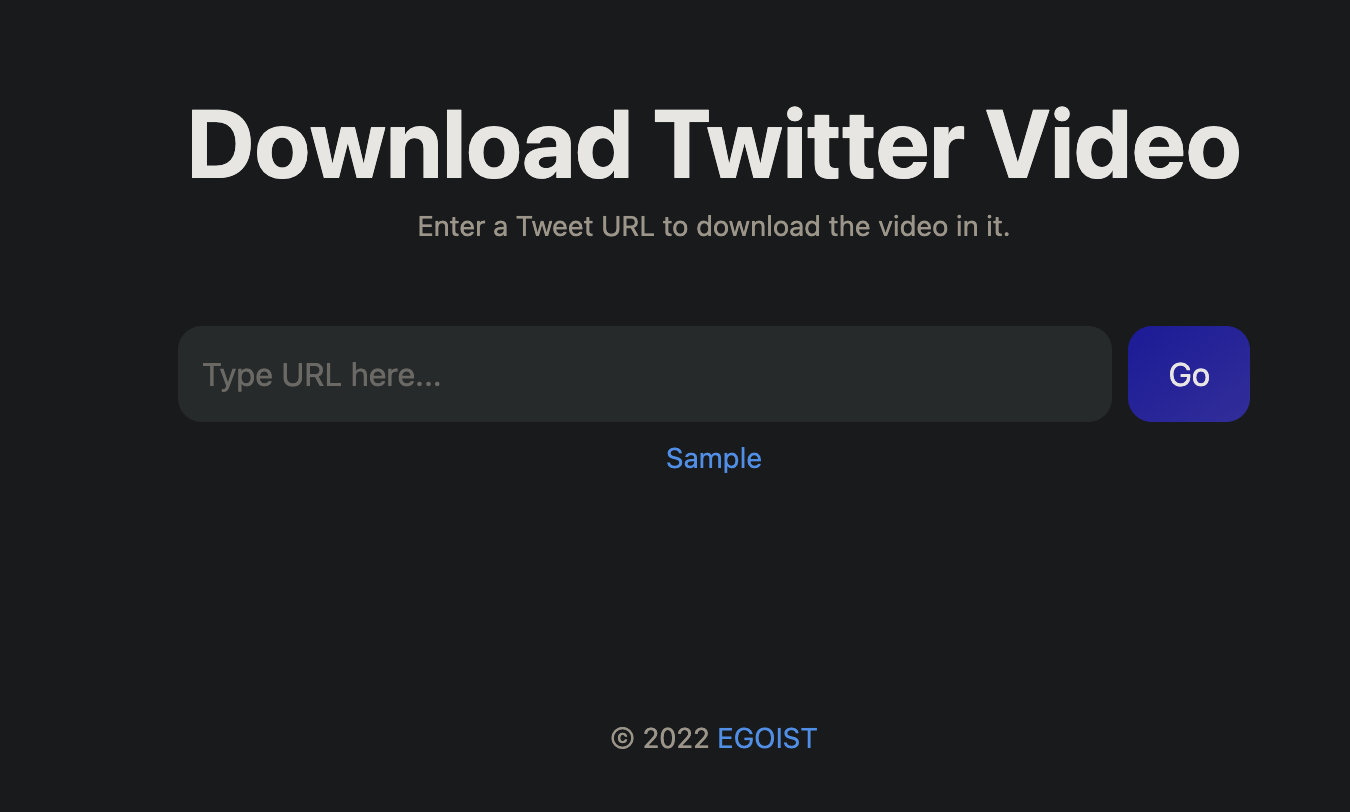 Download Twitter Video
Enter a Tweet URL to download the video in it.
Type URL here...
Go
Sample
© 2022 EGOIST